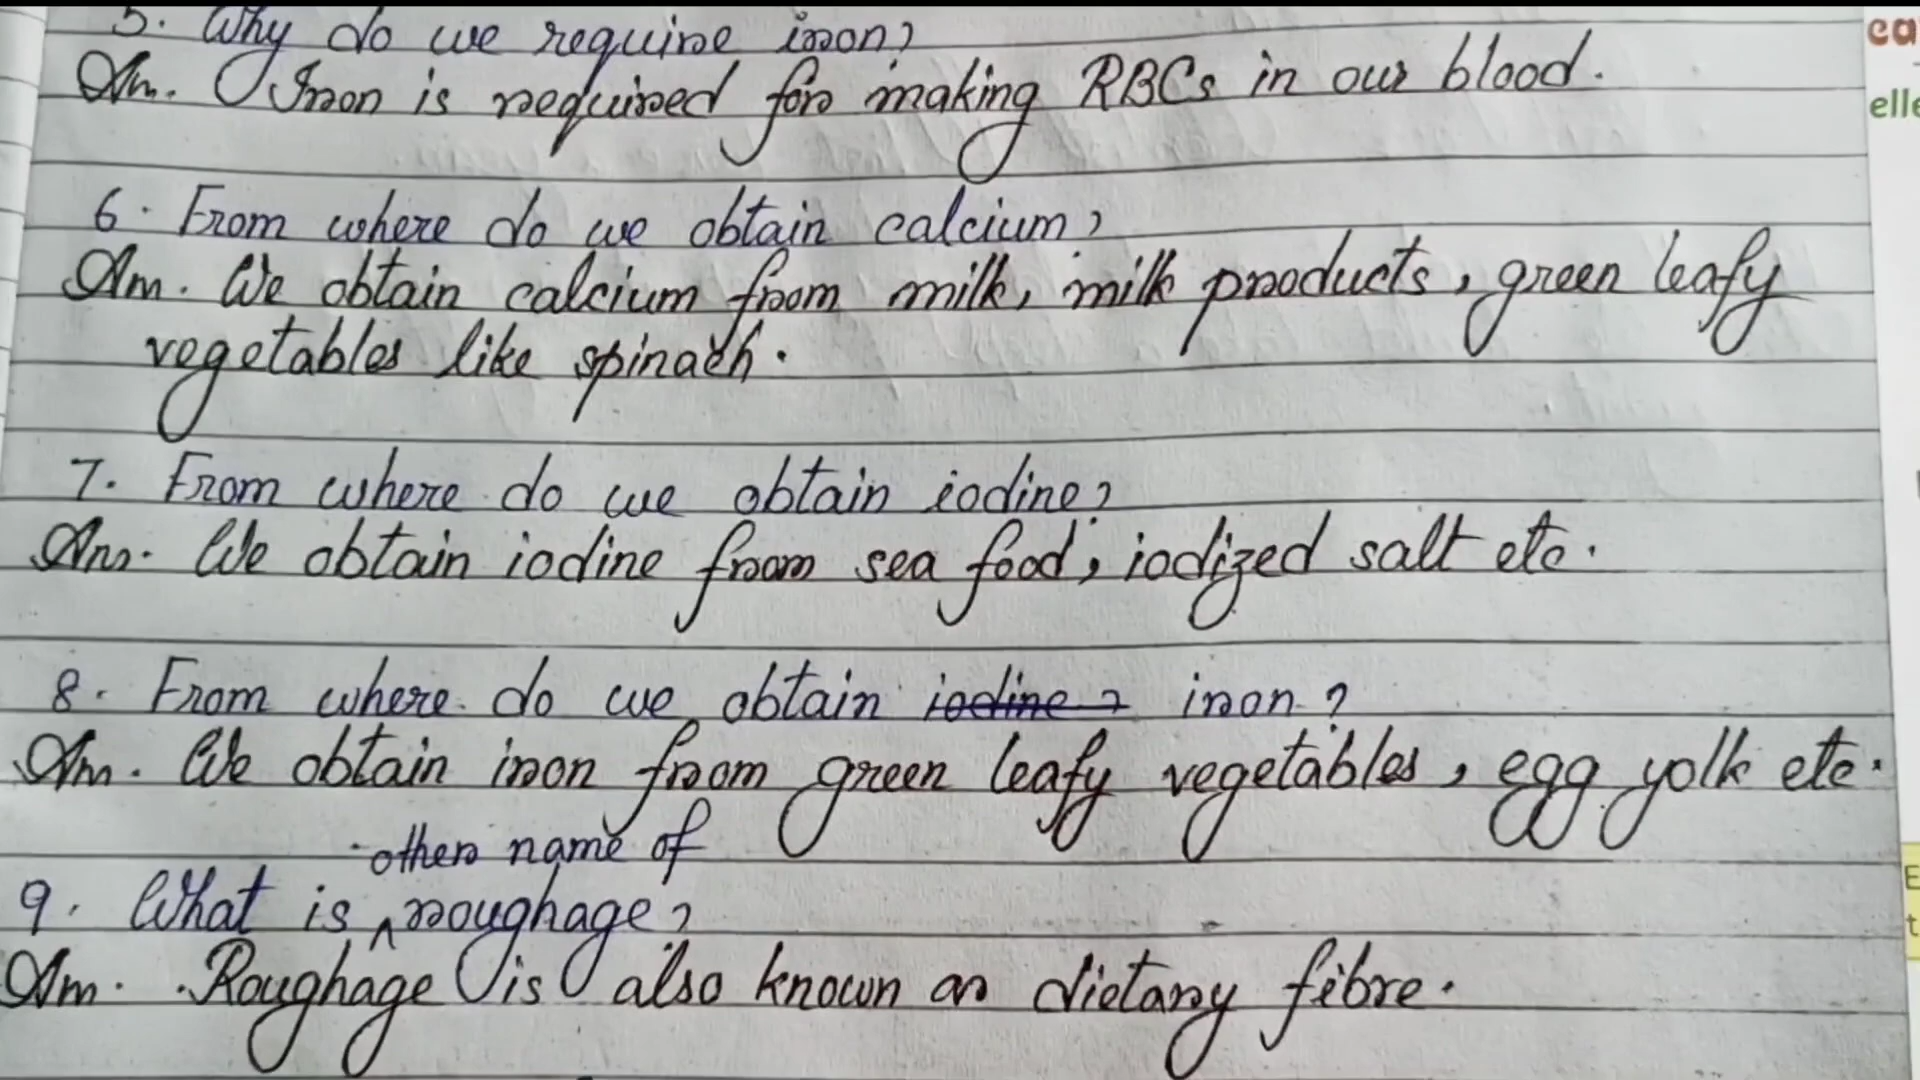 5. Why do we require iron?
Ans. Iron is required for making RBCs in our blood.
6. From where do we obtain calcium?
Ans. We obtain calcium from milk, milk products, green leafy
vegetables like spinach.
7. From where do we obtain iodine?
Ans. We obtain iodine from sea food, iodized salt etc.
8. From where do we obtain iodine? iron?
Ans. We obtain iron from green leafy vegetables, egg yolk etc.
other name of
9. What is ^ roughage?
Ans. Roughage is also known as dietary fibre.
ea
elle
E
t